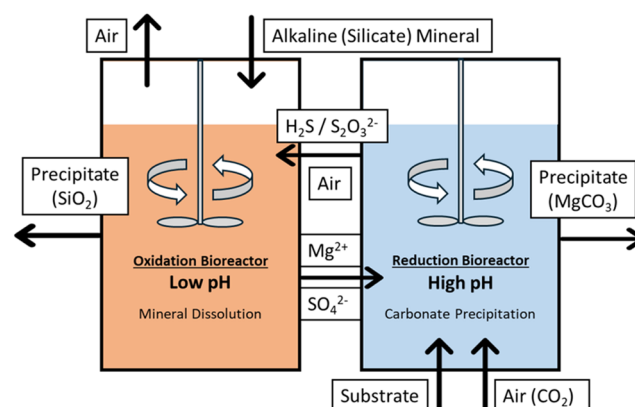 Air
Alkaline (Silicate) Mineral
H₂S / S₂O₃²⁻
Air
Precipitate
(SiO₂)
Precipitate
(MgCO₃)
Oxidation Bioreactor
Low pH
Mineral Dissolution
Mg²⁺
SO₄²⁻
Reduction Bioreactor
High pH
Carbonate Precipitation
Substrate
Air (CO₂)